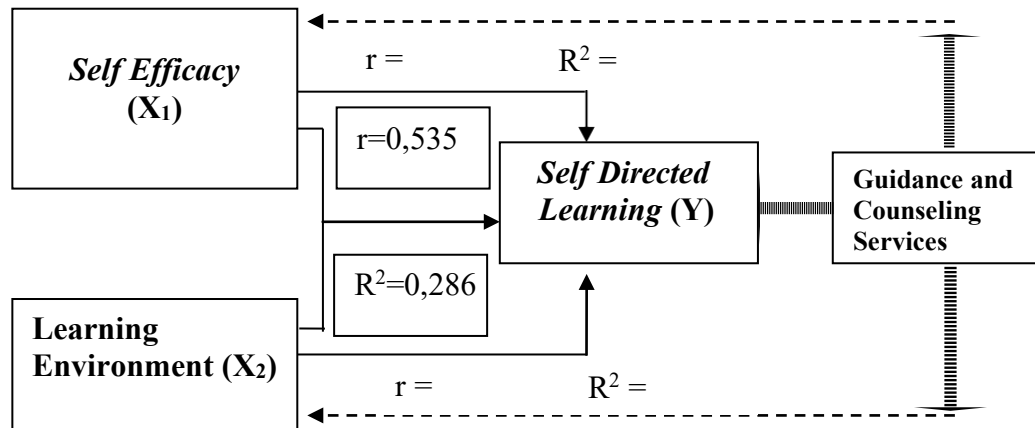 Self Efficacy
(X₁)
r =
R² =
r=0,535
Self Directed
Learning (Y)
Guidance and
Counseling
Services
R²=0,286
Learning
Environment (X₂)
r =
R² =